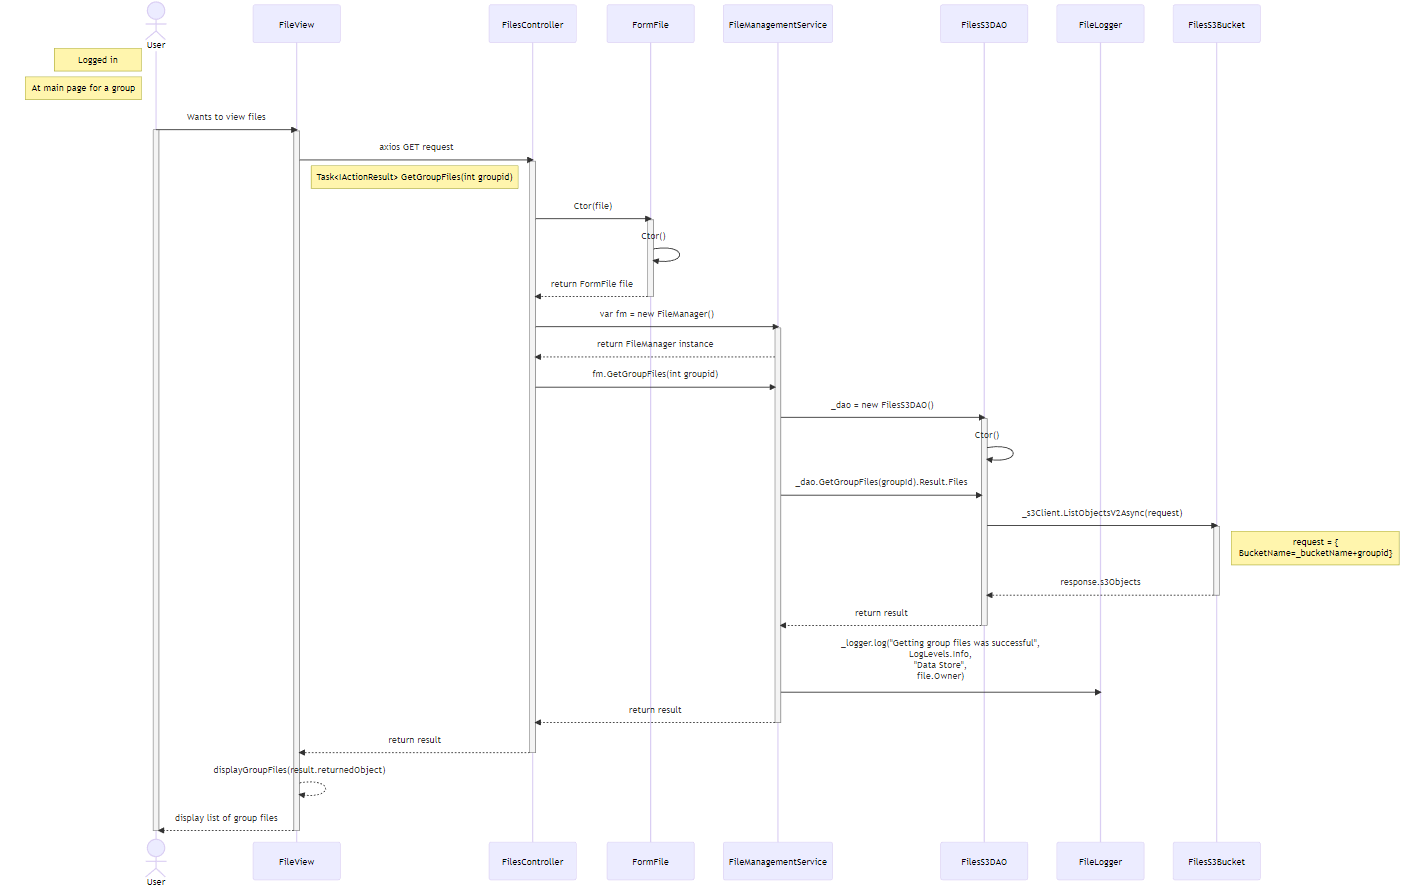 User
FileView
FilesController
FormFile
FileManagementService
FilesS3DAO
FileLogger
FilesS3Bucket
Logged in
At main page for a group
Wants to view files
axios GET request
Task<IActionResult> GetGroupFiles(int groupid)
Ctor(file)
Ctor()
return FormFile file
var fm = new FileManager()
return FileManager instance
fm.GetGroupFiles(int groupid)
_dao = new FilesS3DAO()
Ctor()
_dao.GetGroupFiles(groupId).Result.Files
_s3Client.ListObjectsV2Async(request)
request = {
BucketName=_bucketName+groupid}
response.s3Objects
return result
_logger.log("Getting group files was successful",
LogLevels.Info,
"Data Store",
file.Owner)
return result
return result
displayGroupFiles(result.returnedObject)
display list of group files
User
FileView
FilesController
FormFile
FileManagementService
FilesS3DAO
FileLogger
FilesS3Bucket